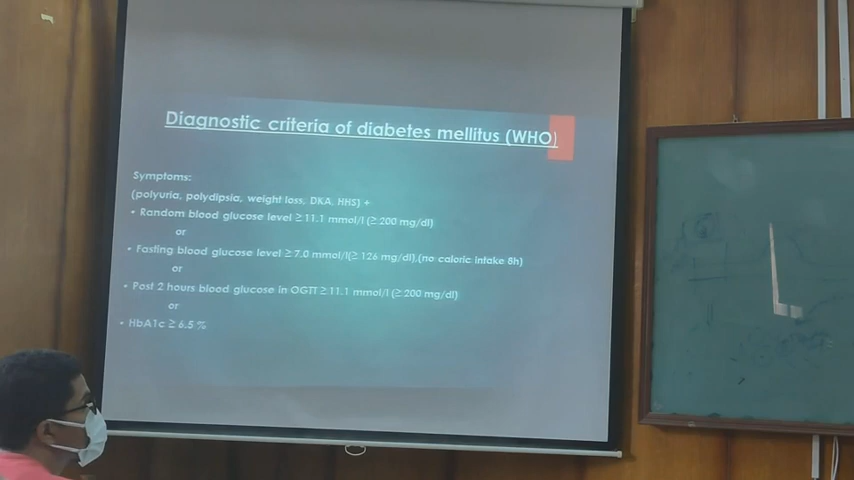 Diagnostic criteria of diabetes mellitus (WHO)
Symptoms:
(polyuria, polydipsia, weight loss, DKA, HHS) +
• Random blood glucose level ≥ 11.1 mmol/l (≥ 200 mg/dl)
or
• Fasting blood glucose level ≥ 7.0 mmol/l(≥ 126 mg/dl),(no caloric intake 8h)
or
• Post 2 hours blood glucose in OGTT ≥ 11.1 mmol/l (≥ 200 mg/dl)
or
• HbA1c ≥ 6.5 %